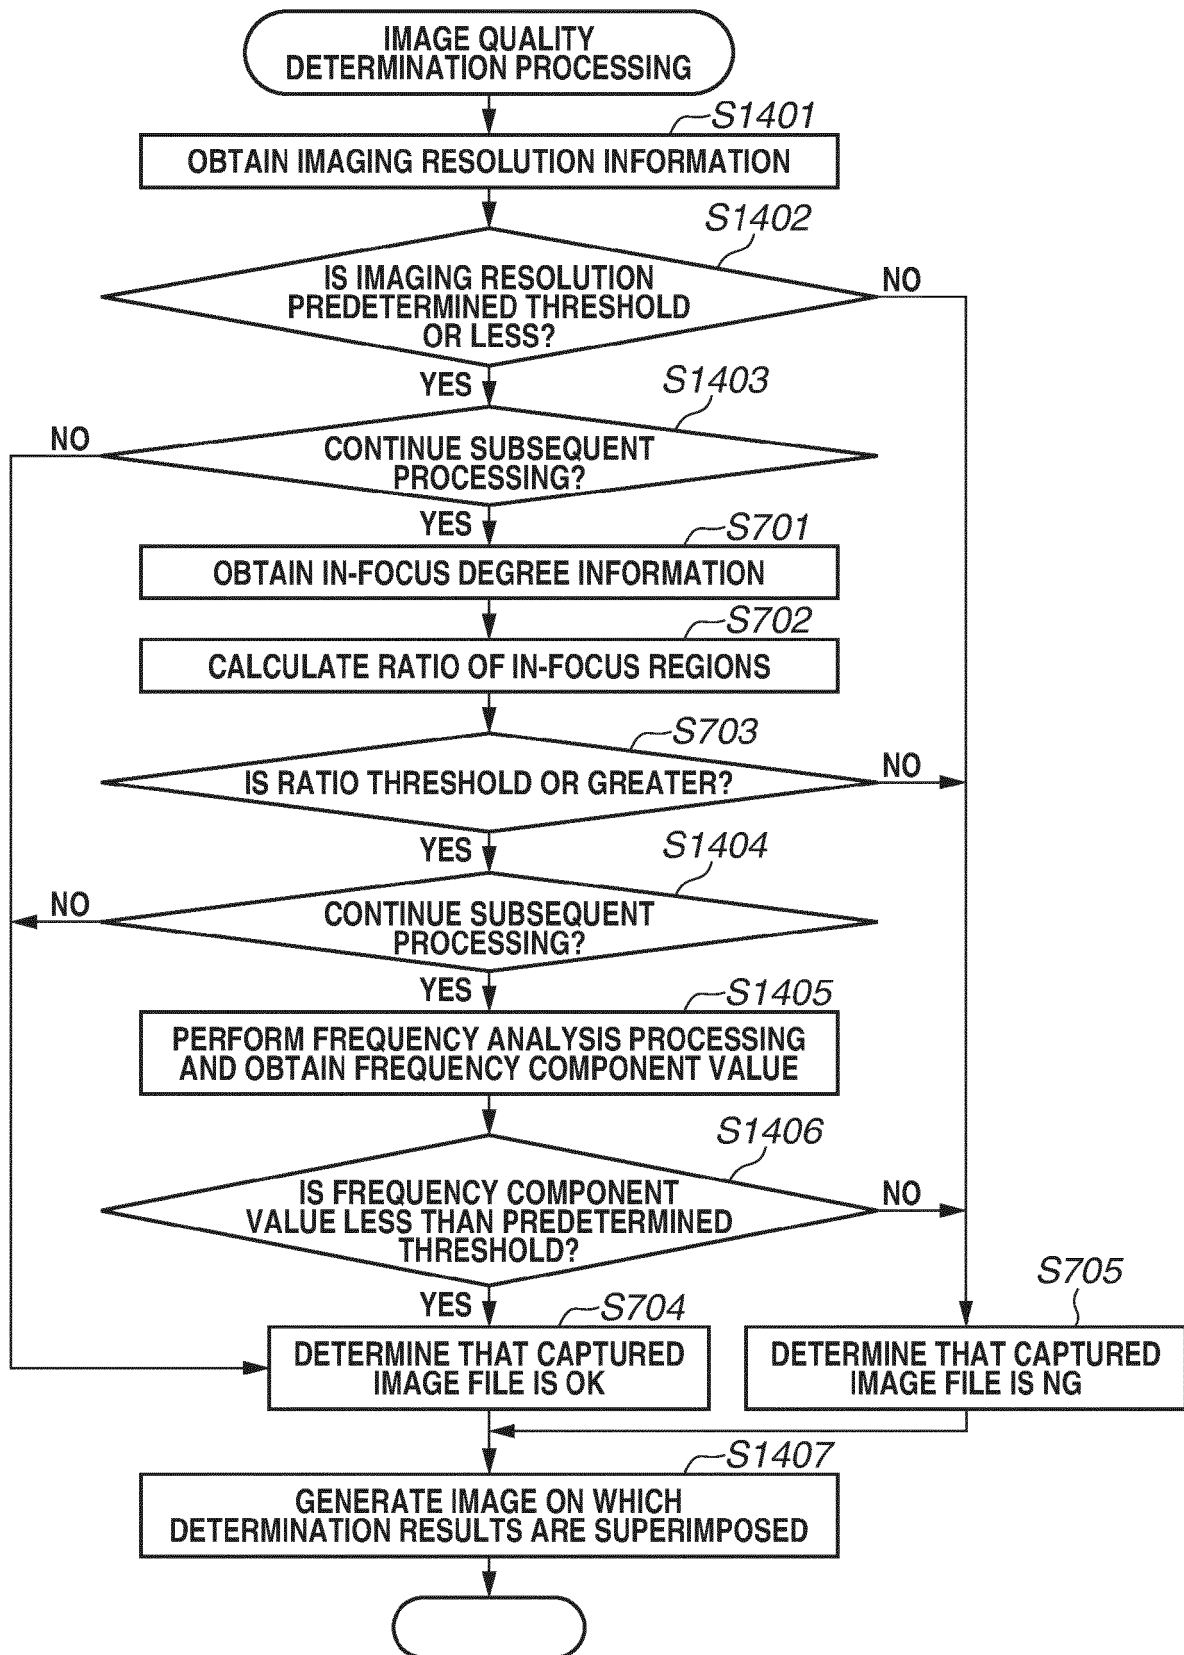 IMAGE QUALITY
DETERMINATION PROCESSING
S1401
OBTAIN IMAGING RESOLUTION INFORMATION
S1402
IS IMAGING RESOLUTION
PREDETERMINED THRESHOLD
OR LESS?
NO
YES
S1403
NO
CONTINUE SUBSEQUENT
PROCESSING?
YES
S701
OBTAIN IN-FOCUS DEGREE INFORMATION
S702
CALCULATE RATIO OF IN-FOCUS REGIONS
S703
IS RATIO THRESHOLD OR GREATER?
NO
YES
S1404
NO
CONTINUE SUBSEQUENT
PROCESSING?
YES
S1405
PERFORM FREQUENCY ANALYSIS PROCESSING
AND OBTAIN FREQUENCY COMPONENT VALUE
S1406
IS FREQUENCY COMPONENT
VALUE LESS THAN PREDETERMINED
THRESHOLD?
NO
YES
S704
DETERMINE THAT CAPTURED
IMAGE FILE IS OK
S705
DETERMINE THAT CAPTURED
IMAGE FILE IS NG
S1407
GENERATE IMAGE ON WHICH
DETERMINATION RESULTS ARE SUPERIMPOSED